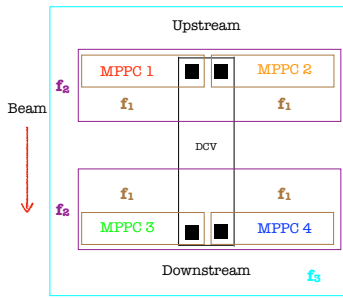 Upstream
MPPC 1 MPPC 2
f2
f1 f1
Beam
DCV
f1 f1
f2
MPPC 3 MPPC 4
Downstream
f3